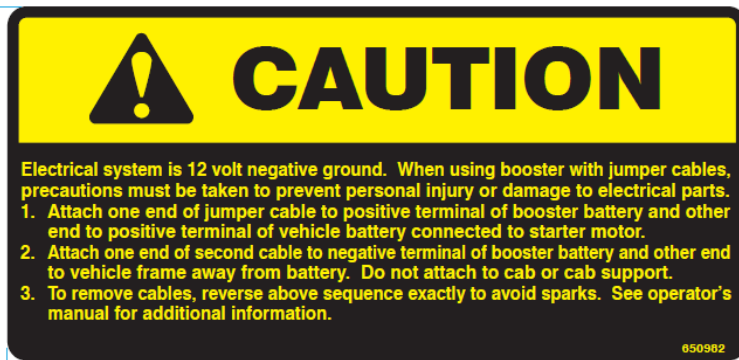 CAUTION
Electrical system is 12 volt negative ground.  When using booster with jumper cables,
precautions must be taken to prevent personal injury or damage to electrical parts.
1.  Attach one end of jumper cable to positive terminal of booster battery and other
end to positive terminal of vehicle battery connected to starter motor.
2.  Attach one end of second cable to negative terminal of booster battery and other end
to vehicle frame away from battery.  Do not attach to cab or cab support.
3.  To remove cables, reverse above sequence exactly to avoid sparks.  See operator's
manual for additional information.
650982